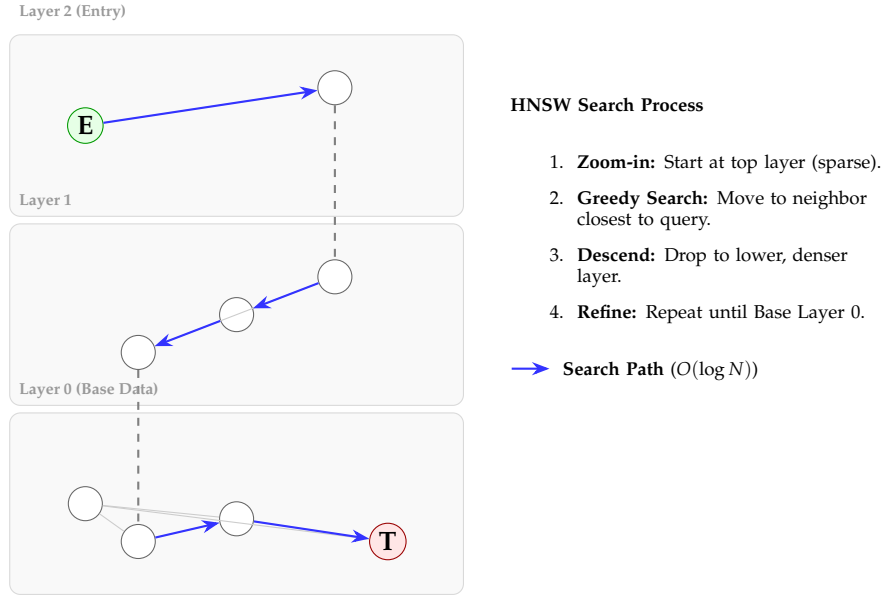 Layer 2 (Entry)
E
Layer 1
Layer 0 (Base Data)
T
HNSW Search Process
1. Zoom-in: Start at top layer (sparse).
2. Greedy Search: Move to neighbor
closest to query.
3. Descend: Drop to lower, denser
layer.
4. Refine: Repeat until Base Layer 0.
Search Path (O(log N))